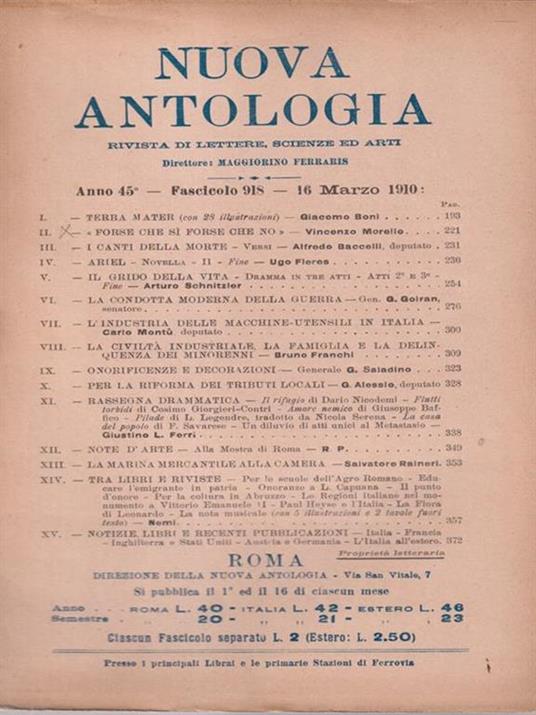 NUOVA
ANTOLOGIA
RIVISTA DI LETTERE, SCIENZE ED ARTI
Direttore: MAGGIORINO FERRARIS
Anno 45° — Fascicolo 918 — 16 Marzo 1910:
PAG.
I. — TERRA MATER (con 28 illustrazioni) — Giacomo Boni . . . . . . 193
II. — « FORSE CHE SÌ FORSE CHE NO » — Vincenzo Morello. . . . . 221
III. — I CANTI DELLA MORTE - VERSI — Alfredo Baccelli, deputato . 231
IV. — ARIEL - NOVELLA - II - Fine — Ugo Fleres . . . . . . . . 236
V. — IL GRIDO DELLA VITA - DRAMMA IN TRE ATTI - ATTI 2° E 3° -
Fine — Arturo Schnitzler . . . . . . . . . . . . . . . . 254
VI. — LA CONDOTTA MODERNA DELLA GUERRA — Gen. G. Goiran,
senatore. . . . . . . . . . . . . . . . . . . . . . . 276
VII. — L'INDUSTRIA DELLE MACCHINE-UTENSILI IN ITALIA —
Carlo Montù, deputato . . . . . . . . . . . . . . . . . 300
VIII. — LA CIVILTÀ INDUSTRIALE, LA FAMIGLIA E LA DELIN-
QUENZA DEI MINORENNI — Bruno Franchi . . . . . . . . 309
IX. — ONORIFICENZE E DECORAZIONI — Generale G. Saladino . . . 323
X. — PER LA RIFORMA DEI TRIBUTI LOCALI — G. Alessio, deputato 328
XI. — RASSEGNA DRAMMATICA — Il rifugio di Dario Nicodemi - Flutti
torbidi di Cosimo Giorgieri-Contri - Amore nemico di Giuseppe Baf-
fico - Pilade di L. Legendre, tradotto da Nicola Serena - La casa
del popolo di F. Savarese - Un diluvio di atti unici al Metastasio —
Giustino L. Ferri. . . . . . . . . . . . . . . . . . . . 338
XII. — NOTE D'ARTE — Alla Mostra di Roma — R. P. . . . . . . . 349
XIII. — LA MARINA MERCANTILE ALLA CAMERA — Salvatore Raineri. 353
XIV. — TRA LIBRI E RIVISTE — Per le scuole dell'Agro Romano - Edu-
care l'emigrante in patria - Onoranze a L. Capuana - Il punto
d'onore - Per la coltura in Abruzzo - Le Regioni italiane nel mo-
numento a Vittorio Emanuele II - Paul Heyse e l'Italia - La Flora
di Leonardo - La nota musicale (con 5 illustrazioni e 2 tavole fuori
testo) — Nemi. . . . . . . . . . . . . . . . . . . . . 357
XV. — NOTIZIE, LIBRI E RECENTI PUBBLICAZIONI — Italia - Francia
- Inghilterra e Stati Uniti - Austria e Germania - L'Italia all'estero. 372
Proprietà letteraria
ROMA
DIREZIONE DELLA NUOVA ANTOLOGIA - Via San Vitale, 7
Si pubblica il 1° ed il 16 di ciascun mese
Anno . . . ROMA L. 40 - ITALIA L. 42 - ESTERO L. 46
Semestre . . „ „ 20 - „ „ 21 - „ „ 23
Ciascun Fascicolo separato L. 2 (Estero: L. 2.50)
Presso i principali Librai e le primarie Stazioni di Ferrovia